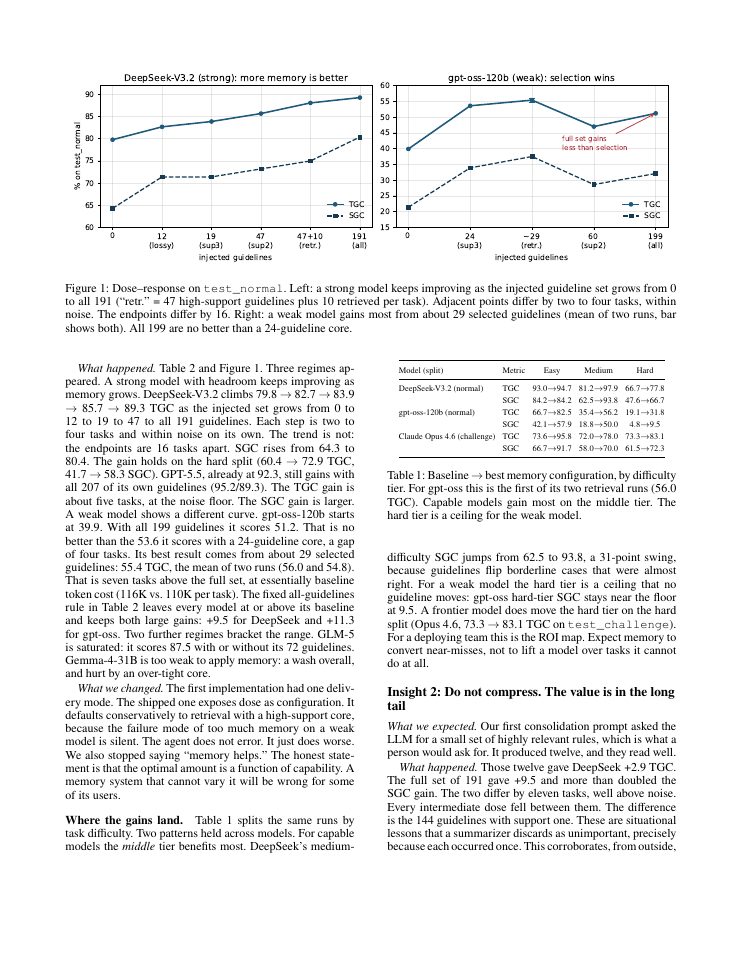 DeepSeek-V3.2 (strong): more memory is better
% on test_normal
90
85
80
75
70
65
60
0
12
(lossy)
19
(sup3)
47
(sup2)
47+10
(retr.)
191
(all)
injected guidelines
TGC
SGC
gpt-oss-120b (weak): selection wins
60
55
50
45
40
35
30
25
20
15
full set gains
less than selection
0
24
(sup3)
~29
(retr.)
60
(sup2)
199
(all)
injected guidelines
TGC
SGC
Figure 1: Dose–response on test_normal. Left: a strong model keeps improving as the injected guideline set grows from 0
to all 191 (“retr.” = 47 high-support guidelines plus 10 retrieved per task). Adjacent points differ by two to four tasks, within
noise. The endpoints differ by 16. Right: a weak model gains most from about 29 selected guidelines (mean of two runs, bar
shows both). All 199 are no better than a 24-guideline core.
What happened. Table 2 and Figure 1. Three regimes ap-
peared. A strong model with headroom keeps improving as
memory grows. DeepSeek-V3.2 climbs 79.8 → 82.7 → 83.9
→ 85.7 → 89.3 TGC as the injected set grows from 0 to
12 to 19 to 47 to all 191 guidelines. Each step is two to
four tasks and within noise on its own. The trend is not:
the endpoints are 16 tasks apart. SGC rises from 64.3 to
80.4. The gain holds on the hard split (60.4 → 72.9 TGC,
41.7 → 58.3 SGC). GPT-5.5, already at 92.3, still gains with
all 207 of its own guidelines (95.2/89.3). The TGC gain is
about five tasks, at the noise floor. The SGC gain is larger.
A weak model shows a different curve. gpt-oss-120b starts
at 39.9. With all 199 guidelines it scores 51.2. That is no
better than the 53.6 it scores with a 24-guideline core, a gap
of four tasks. Its best result comes from about 29 selected
guidelines: 55.4 TGC, the mean of two runs (56.0 and 54.8).
That is seven tasks above the full set, at essentially baseline
token cost (116K vs. 110K per task). The fixed all-guidelines
rule in Table 2 leaves every model at or above its baseline
and keeps both large gains: +9.5 for DeepSeek and +11.3
for gpt-oss. Two further regimes bracket the range. GLM-5
is saturated: it scores 87.5 with or without its 72 guidelines.
Gemma-4-31B is too weak to apply memory: a wash overall,
and hurt by an over-tight core.
What we changed. The first implementation had one deliv-
ery mode. The shipped one exposes dose as configuration. It
defaults conservatively to retrieval with a high-support core,
because the failure mode of too much memory on a weak
model is silent. The agent does not error. It just does worse.
We also stopped saying “memory helps.” The honest state-
ment is that the optimal amount is a function of capability. A
memory system that cannot vary it will be wrong for some
of its users.
Where the gains land. Table 1 splits the same runs by
task difficulty. Two patterns held across models. For capable
models the middle tier benefits most. DeepSeek’s medium-
Model (split) Metric Easy Medium Hard
DeepSeek-V3.2 (normal) TGC 93.0→94.7 81.2→97.9 66.7→77.8
SGC 84.2→84.2 62.5→93.8 47.6→66.7
gpt-oss-120b (normal) TGC 66.7→82.5 35.4→56.2 19.1→31.8
SGC 42.1→57.9 18.8→50.0 4.8→9.5
Claude Opus 4.6 (challenge) TGC 73.6→95.8 72.0→78.0 73.3→83.1
SGC 66.7→91.7 58.0→70.0 61.5→72.3
Table 1: Baseline → best memory configuration, by difficulty
tier. For gpt-oss this is the first of its two retrieval runs (56.0
TGC). Capable models gain most on the middle tier. The
hard tier is a ceiling for the weak model.
difficulty SGC jumps from 62.5 to 93.8, a 31-point swing,
because guidelines flip borderline cases that were almost
right. For a weak model the hard tier is a ceiling that no
guideline moves: gpt-oss hard-tier SGC stays near the floor
at 9.5. A frontier model does move the hard tier on the hard
split (Opus 4.6, 73.3 → 83.1 TGC on test_challenge).
For a deploying team this is the ROI map. Expect memory to
convert near-misses, not to lift a model over tasks it cannot
do at all.
Insight 2: Do not compress. The value is in the long
tail
What we expected. Our first consolidation prompt asked the
LLM for a small set of highly relevant rules, which is what a
person would ask for. It produced twelve, and they read well.
What happened. Those twelve gave DeepSeek +2.9 TGC.
The full set of 191 gave +9.5 and more than doubled the
SGC gain. The two differ by eleven tasks, well above noise.
Every intermediate dose fell between them. The difference
is the 144 guidelines with support one. These are situational
lessons that a summarizer discards as unimportant, precisely
because each occurred once. This corroborates, from outside,